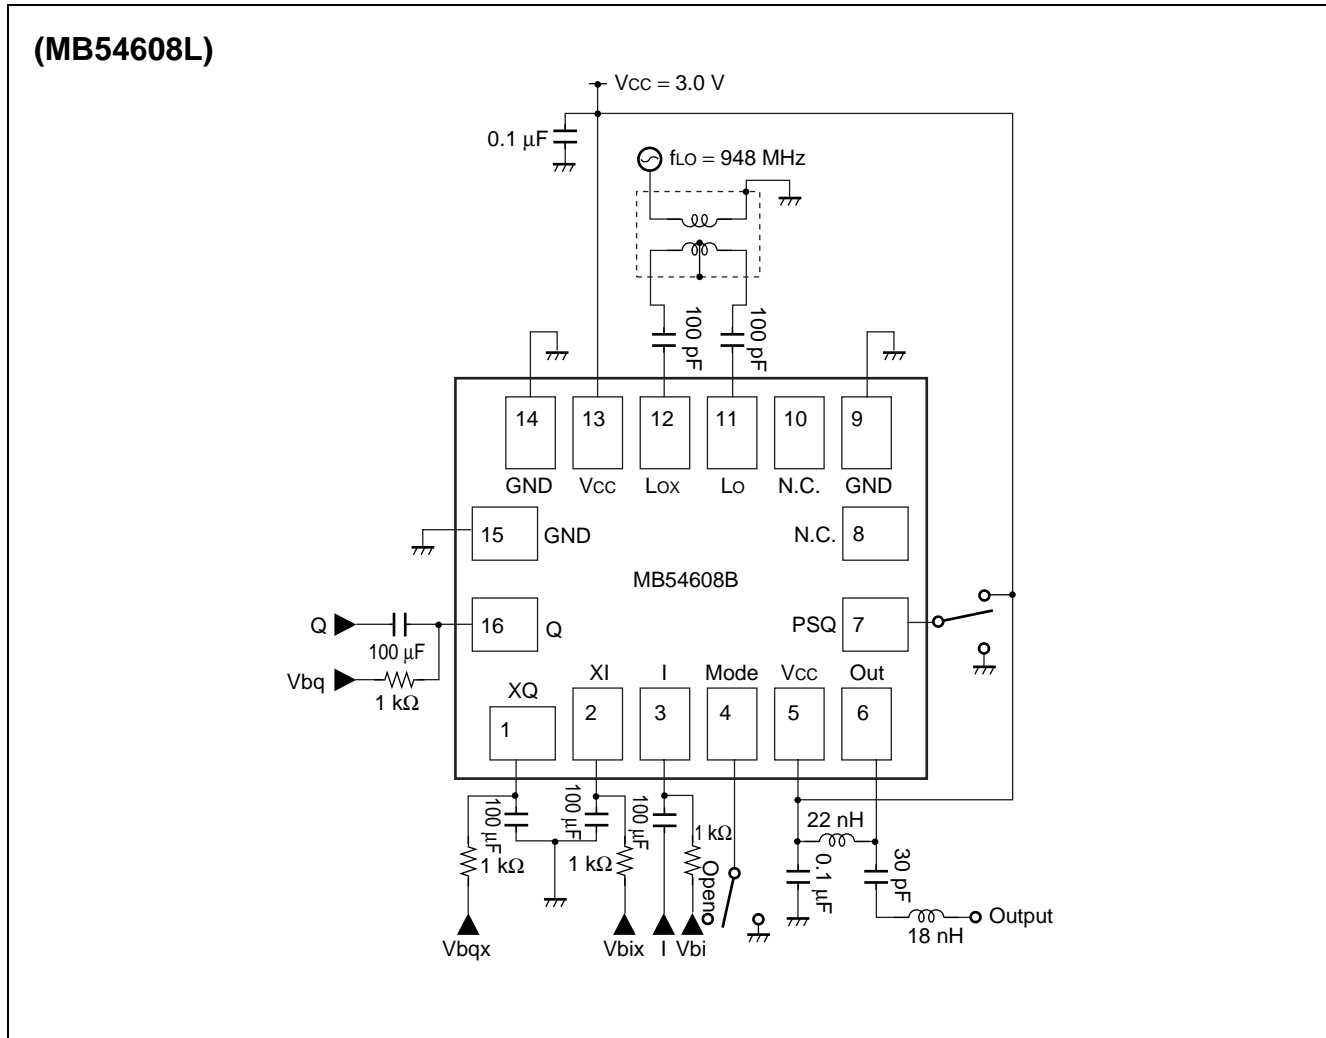 (MB54608L)
VCC = 3.0 V
0.1 µF
fLO = 948 MHz
100 pF
100 pF
14
13
12
11
10
9
GND
VCC
LOX
LO
N.C.
GND
15
GND
N.C.
8
MB54608B
Q
100 µF
16
Q
PSQ
7
Vbq
1 kΩ
XQ
XI
I
Mode
VCC
Out
1
2
3
4
5
6
100 µF
100 µF
100 µF
1 kΩ
22 nH
1 kΩ
1 kΩ
Open
0.1 µF
30 pF
Output
18 nH
Vbqx
Vbix
I
Vbi